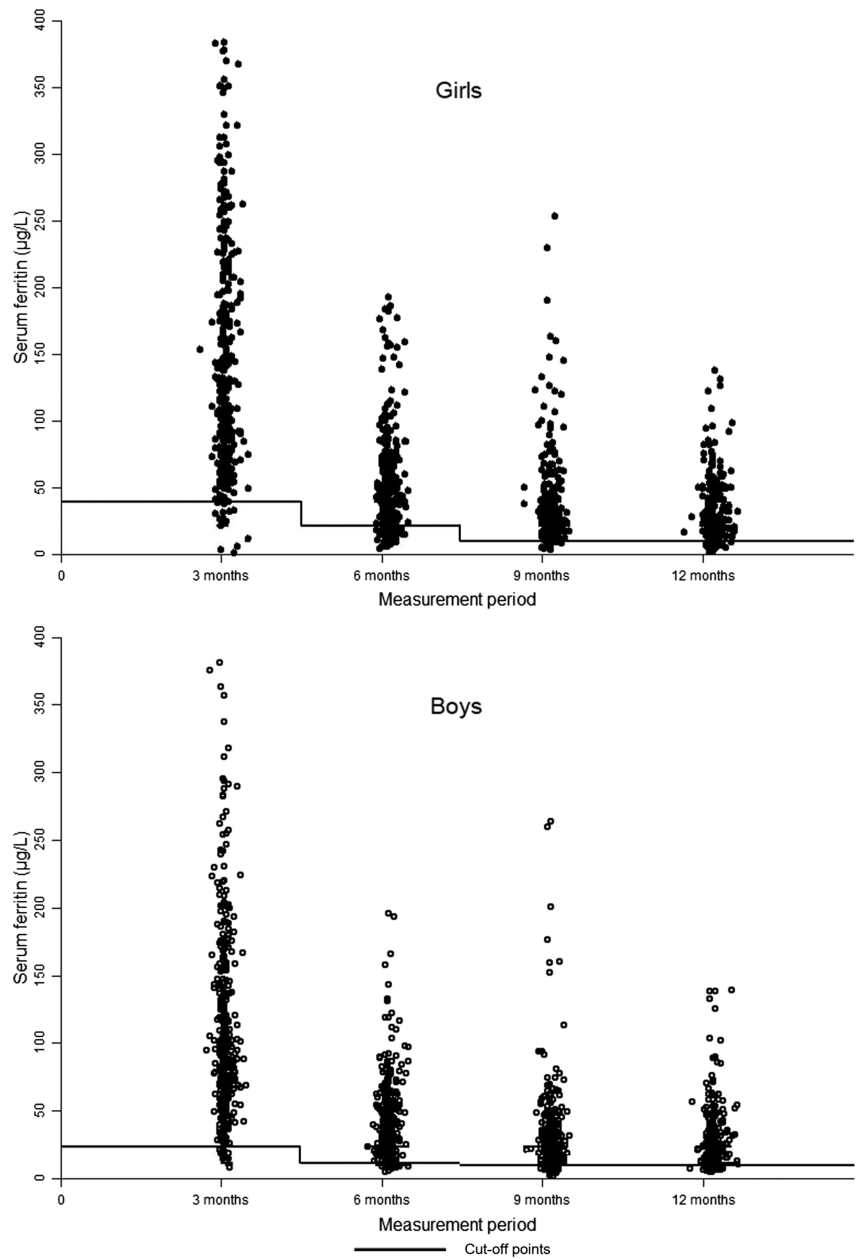 Girls
Serum ferritin (µg/L)
400
350
300
250
200
150
100
50
0
0 3 months 6 months 9 months 12 months
Measurement period
Boys
Serum ferritin (µg/L)
400
350
300
250
200
150
100
50
0
0 3 months 6 months 9 months 12 months
Measurement period
Cut-off points